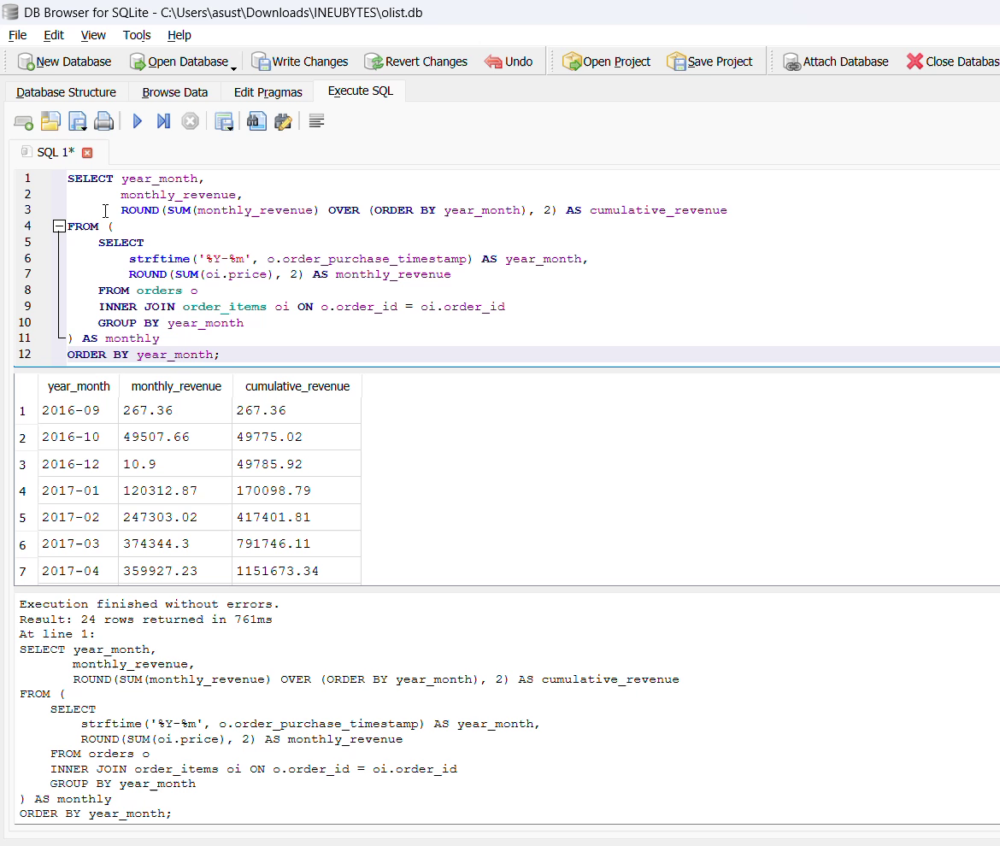 DB Browser for SQLite - C:\Users\asust\Downloads\INEUBYTES\olist.db
File Edit View Tools Help
New Database Open Database Write Changes Revert Changes Undo Open Project Save Project Attach Database Close Databas
Database Structure Browse Data Edit Pragmas Execute SQL
SQL 1*
1 SELECT year_month,
2 monthly_revenue,
3 ROUND(SUM(monthly_revenue) OVER (ORDER BY year_month), 2) AS cumulative_revenue
4 FROM (
5 SELECT
6 strftime('%Y-%m', o.order_purchase_timestamp) AS year_month,
7 ROUND(SUM(oi.price), 2) AS monthly_revenue
8 FROM orders o
9 INNER JOIN order_items oi ON o.order_id = oi.order_id
10 GROUP BY year_month
11 ) AS monthly
12 ORDER BY year_month;
year_month monthly_revenue cumulative_revenue
1 2016-09 267.36 267.36
2 2016-10 49507.66 49775.02
3 2016-12 10.9 49785.92
4 2017-01 120312.87 170098.79
5 2017-02 247303.02 417401.81
6 2017-03 374344.3 791746.11
7 2017-04 359927.23 1151673.34
Execution finished without errors.
Result: 24 rows returned in 761ms
At line 1:
SELECT year_month,
monthly_revenue,
ROUND(SUM(monthly_revenue) OVER (ORDER BY year_month), 2) AS cumulative_revenue
FROM (
SELECT
strftime('%Y-%m', o.order_purchase_timestamp) AS year_month,
ROUND(SUM(oi.price), 2) AS monthly_revenue
FROM orders o
INNER JOIN order_items oi ON o.order_id = oi.order_id
GROUP BY year_month
) AS monthly
ORDER BY year_month;